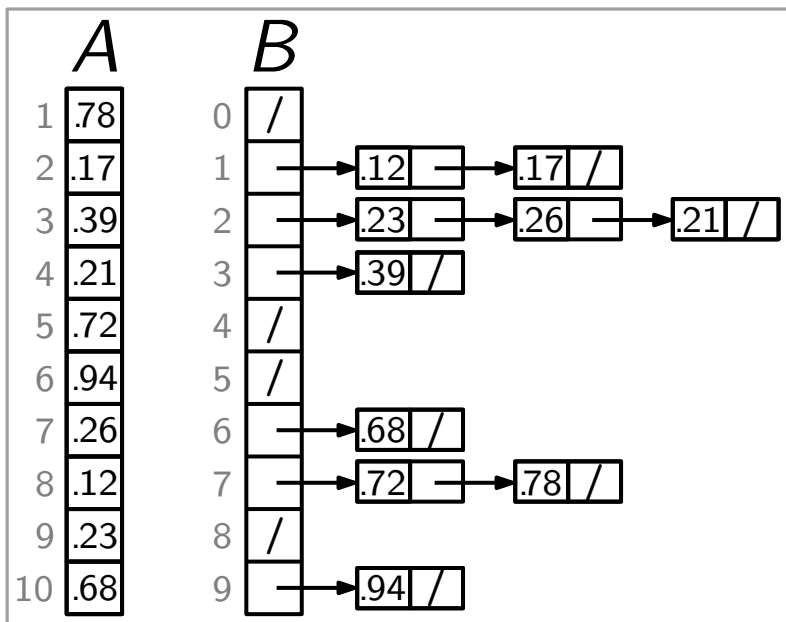 A B
1 .78 0 /
2 .17 1 .12 .17 /
3 .39 2 .23 .26 .21 /
4 .21 3 .39 /
5 .72 4 /
6 .94 5 /
7 .26 6 .68 /
8 .12 7 .72 .78 /
9 .23 8 /
10 .68 9 .94 /